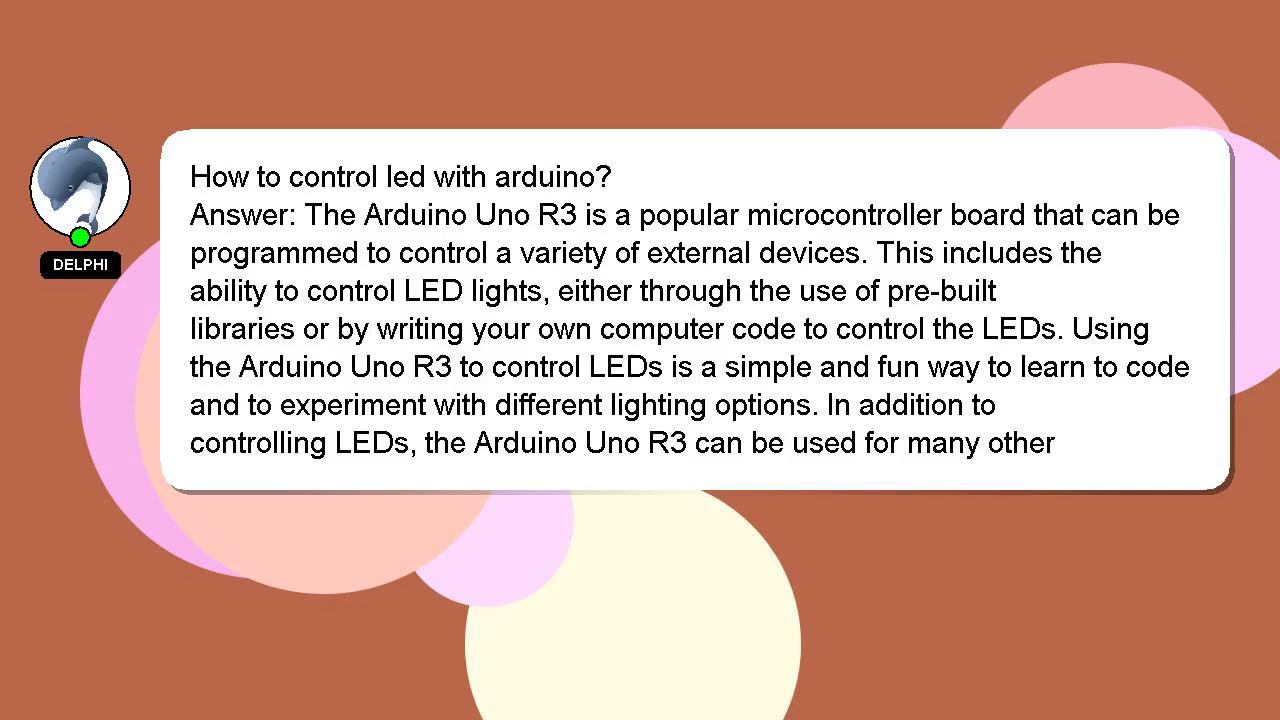 How to control led with arduino?
Answer: The Arduino Uno R3 is a popular microcontroller board that can be
programmed to control a variety of external devices. This includes the
ability to control LED lights, either through the use of pre-built
libraries or by writing your own computer code to control the LEDs. Using
the Arduino Uno R3 to control LEDs is a simple and fun way to learn to code
and to experiment with different lighting options. In addition to
controlling LEDs, the Arduino Uno R3 can be used for many other
DELPHI